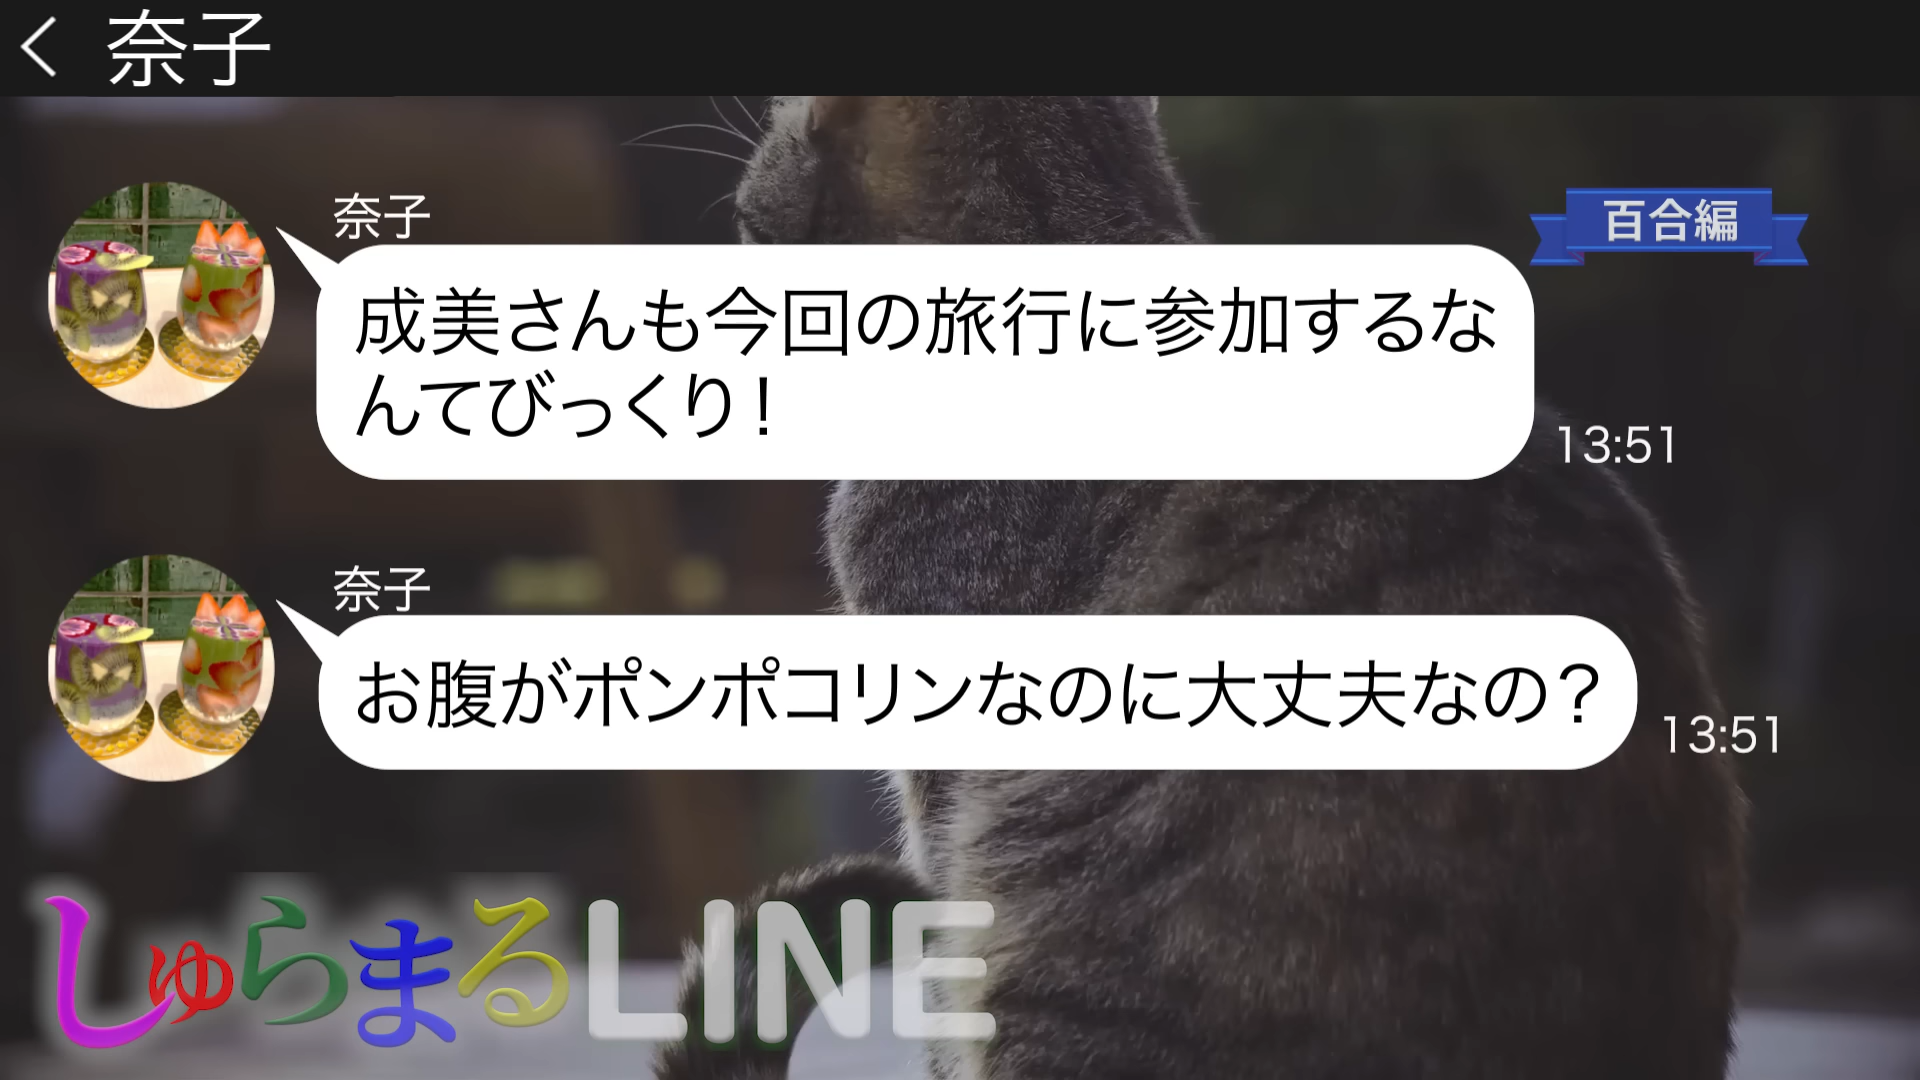 奈子
奈子
百合編
成美さんも今回の旅行に参加するな
んてびっくり！
13:51
奈子
お腹がポンポコリンなのに大丈夫なの？
13:51
しゅらまるLINE